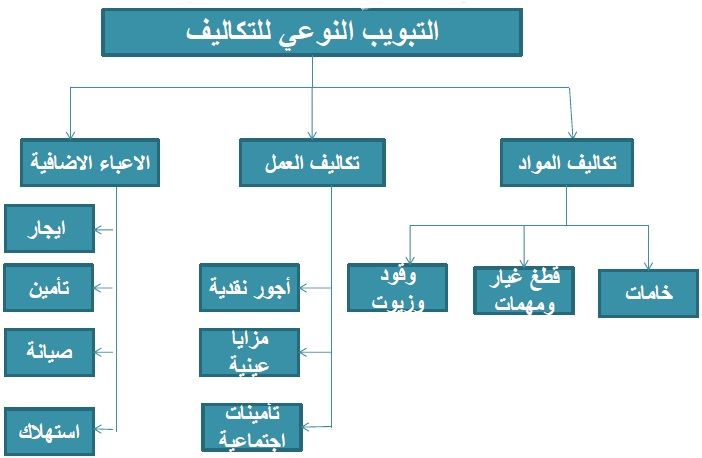 التبويب النوعي للتكاليف
تكاليف المواد
تكاليف العمل
الاعباء الاضافية
خامات
قطغ غيار
ومهمات
وقود
وزيوت
أجور نقدية
مزايا
عينية
تأمينات
اجتماعية
ايجار
تأمين
صيانة
استهلاك